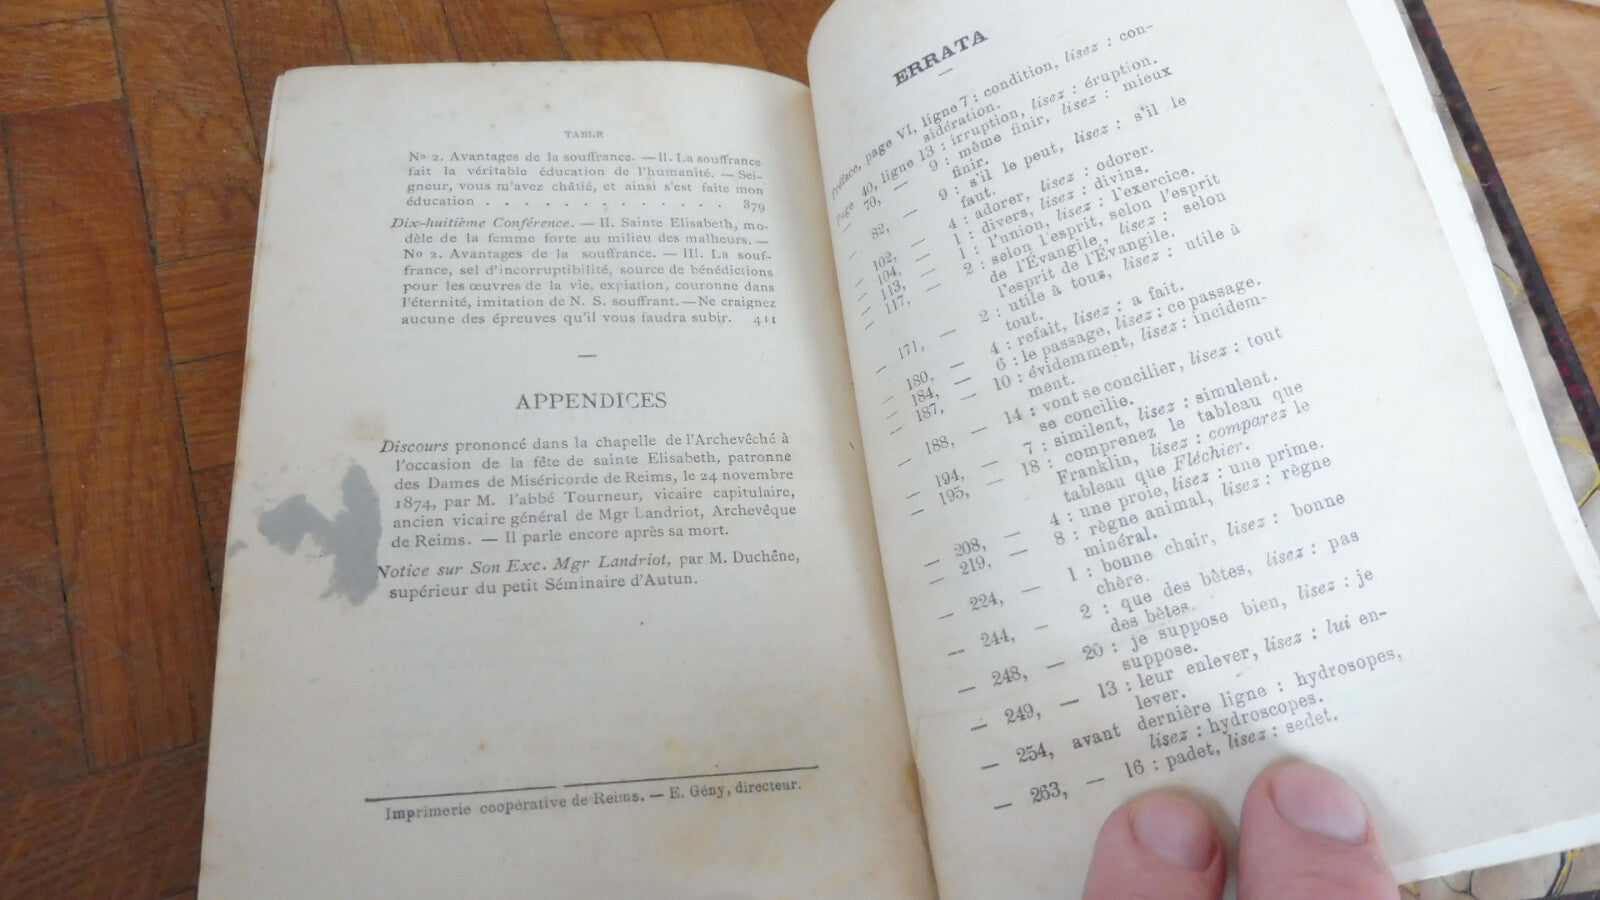 TABLE
No 2. Avantages de la souffrance. — II. La souffrance
fait la véritable éducation de l'humanité. — Sei-
gneur, vous m'avez châtié, et ainsi s'est faite mon
éducation . . . . . . . . . . . . . 379
Dix-huitième Conférence. — II. Sainte Elisabeth, mo-
dèle de la femme forte au milieu des malheurs. —
No 2. Avantages de la souffrance. — III. La souf-
france, sel d'incorruptibilité, source de bénédictions
pour les œuvres de la vie. expiation, couronne dans
l'éternité, imitation de N. S. souffrant. — Ne craignez
aucune des épreuves qu'il vous faudra subir. 411
APPENDICES
Discours prononcé dans la chapelle de l'Archevêché à
l'occasion de la fête de sainte Elisabeth, patronne
des Dames de Miséricorde de Reims, le 24 novembre
1874, par M. l'abbé Tourneur, vicaire capitulaire,
ancien vicaire général de Mgr Landriot, Archevêque
de Reims. — Il parle encore après sa mort.
Notice sur Son Exc. Mgr Landriot, par M. Duchêne,
supérieur du petit Séminaire d'Autun.
Imprimerie coopérative de Reims. — E. Gény, directeur.
ERRATA
Préface, page VI, ligne 7 : condition, lisez : con-
sidération.
Page 40, ligne 13 : irruption, lisez : éruption.
— 70, — 9 : même finir, lisez : mieux
finir.
— 82, — 9 : s'il le peut, lisez : s'il le
faut.
— 102, — 4 : adorer, lisez : odorer.
— 104, — 1 : divers, lisez : divins.
— 113, — 1 : l'union, lisez : l'exercice.
— 117, — 2 : selon l'esprit, selon l'esprit
de l'Évangile, lisez : selon
l'esprit de l'Évangile.
— 171, — 2 : utile à tous, lisez : utile à
tout.
— 180, — 4 : refait, lisez : a fait.
— 184, — 6 : le passage, lisez : ce passage.
— 187, — 10 : évidemment, lisez : incidem-
ment.
— 188, — 14 : vont se concilier, lisez : tout
se concilie.
— 194, — 7 : similent, lisez : simulent.
— 195, — 18 : comprenez le tableau que
Franklin, lisez : comparez le
tableau que Fléchier.
— 208, — 4 : une proie, lisez : une prime.
— 219, — 8 : règne animal, lisez : règne
minéral.
— 224, — 1 : bonne chair, lisez : bonne
chère.
— 244, — 2 : que des bêtes, lisez : pas
des bêtes.
— 248, — 20 : je suppose bien, lisez : je
suppose.
— 249, — 13 : leur enlever, lisez : lui en-
lever.
— 254, avant dernière ligne : hydrosopes,
lisez : hydroscopes.
— 263, — 16 : padet, lisez : sedet.